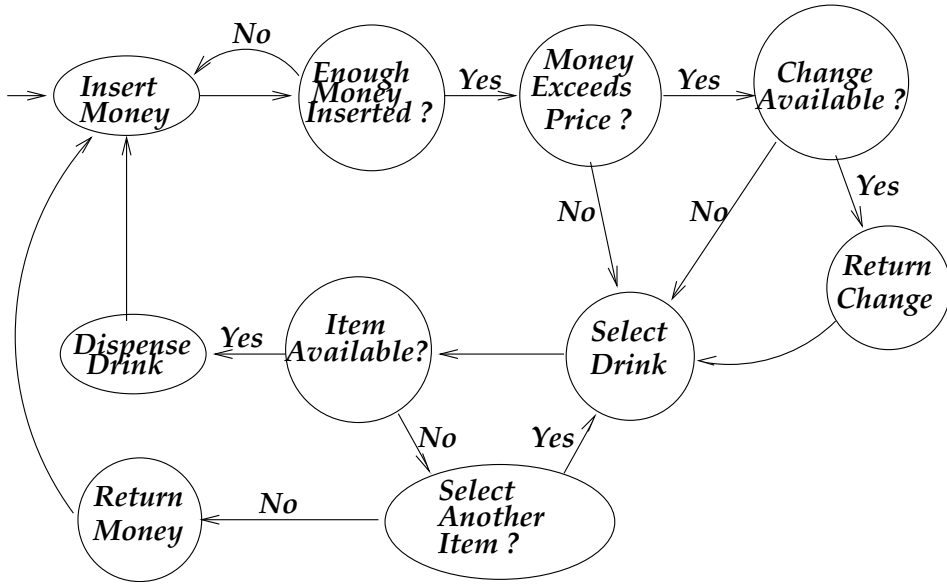 Insert
Money
No
Enough
Money
Inserted ?
Yes
Money
Exceeds
Price ?
Yes
Change
Available ?
No
No
Yes
Return
Change
Select
Drink
Item
Available?
Yes
Dispense
Drink
No
Yes
Select
Another
Item ?
No
Return
Money